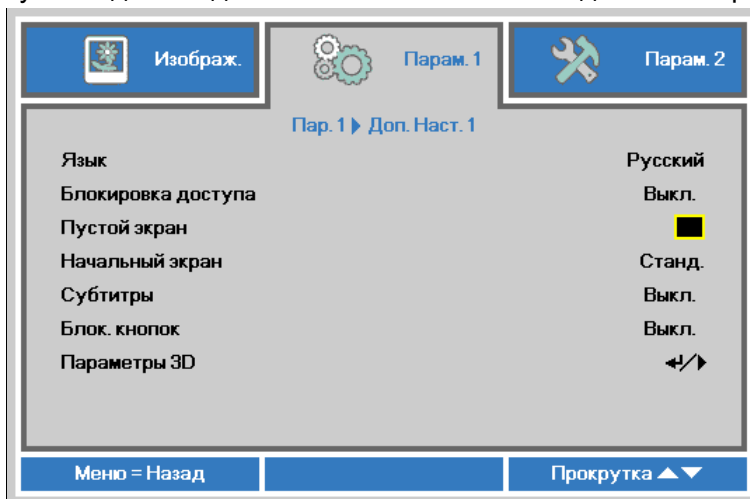 Изображ.
Парам. 1
Парам. 2
Пар. 1 ▶ Доп. Наст. 1
Язык Русский
Блокировка доступа Выкл.
Пустой экран
Начальный экран Станд.
Субтитры Выкл.
Блок. кнопок Выкл.
Параметры 3D ↵/▶
Меню = Назад
Прокрутка ▲▼